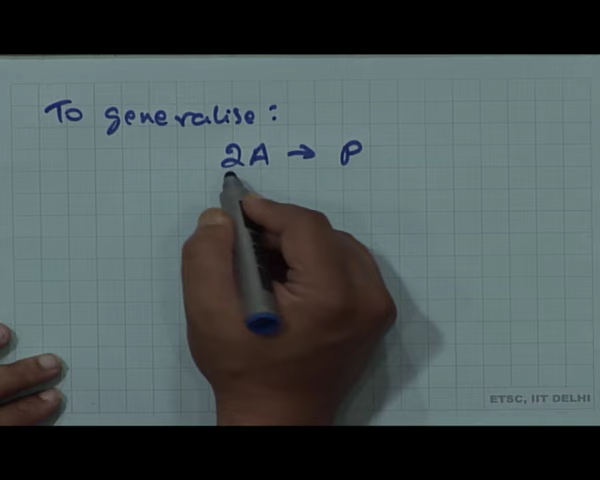 To generalise:
2A → P
ETSC, IIT DELHI